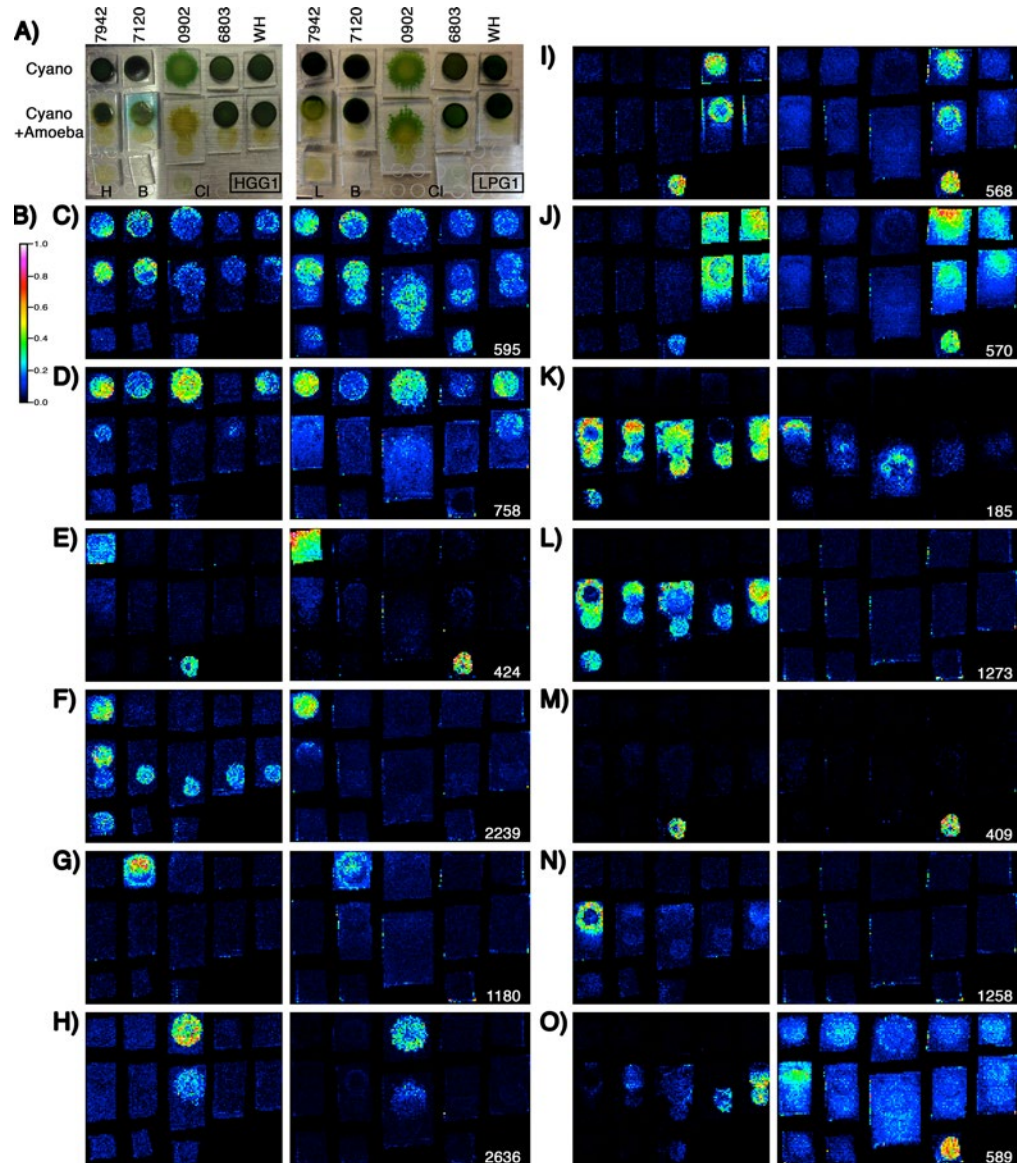 A)
7942 7120 0902 6803 WH 7942 7120 0902 6803 WH
Cyano
Cyano
+Amoeba
H B Cl HGG1 L B Cl LPG1
B)
1.0
0.8
0.6
0.4
0.2
0.0
C)
595
D)
758
E)
424
F)
2239
G)
1180
H)
2636
I)
568
J)
570
K)
185
L)
1273
M)
409
N)
1258
O)
589